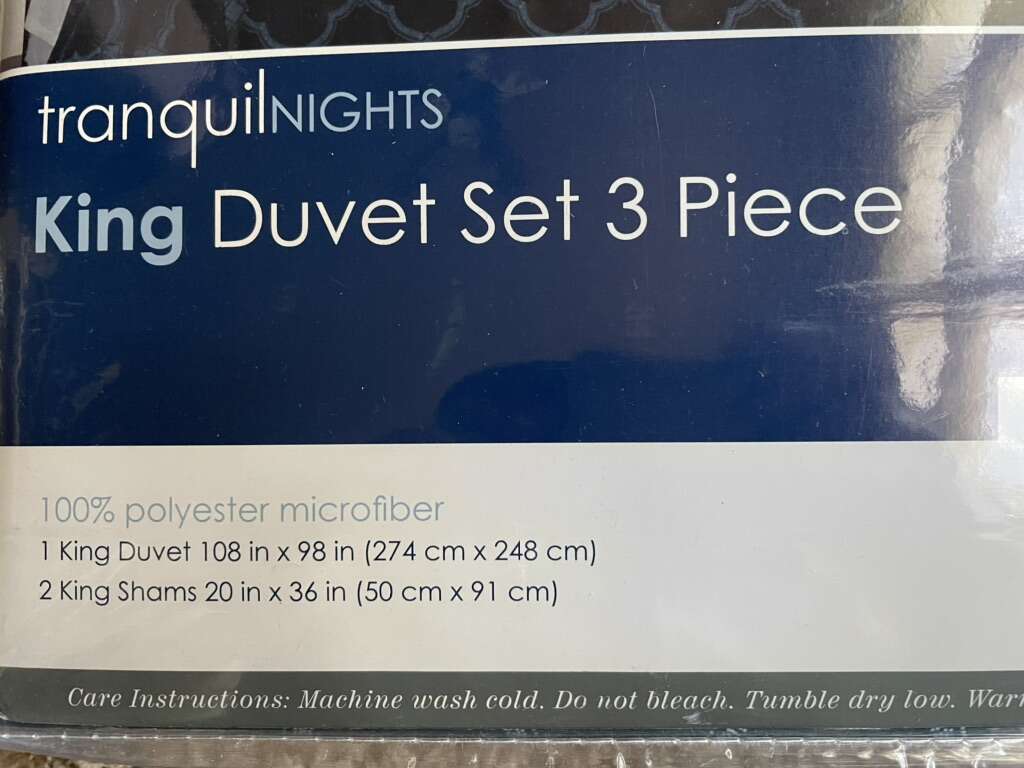 tranquilNIGHTS
King Duvet Set 3 Piece
100% polyester microfiber
1 King Duvet 108 in x 98 in (274 cm x 248 cm)
2 King Shams 20 in x 36 in (50 cm x 91 cm)
Care Instructions: Machine wash cold. Do not bleach. Tumble dry low.